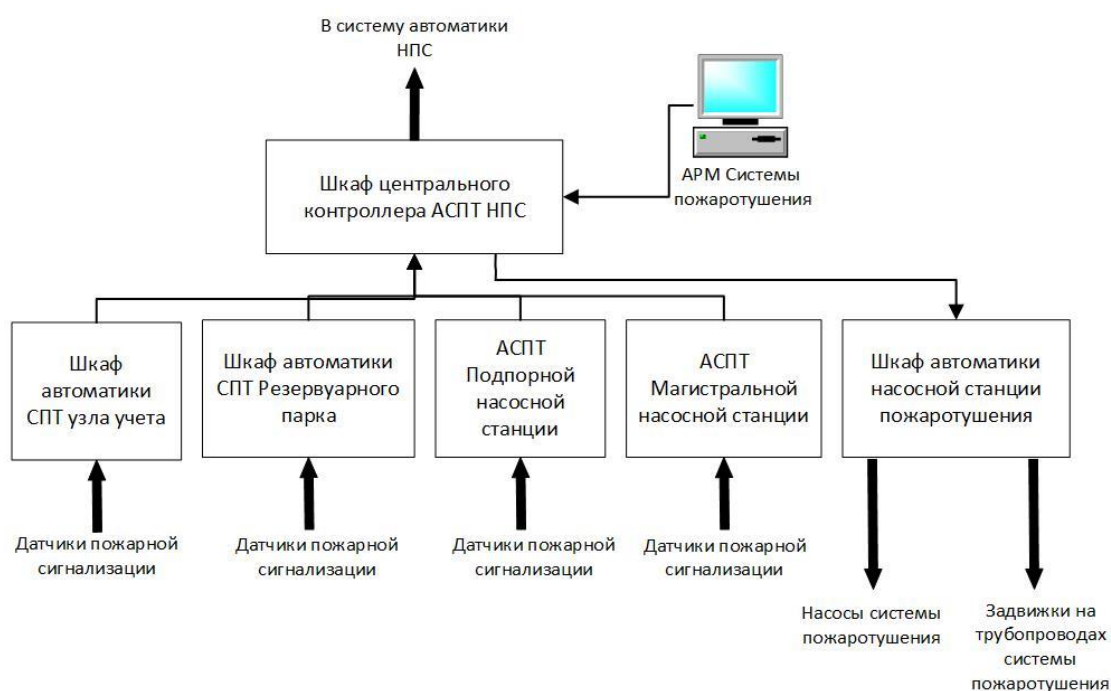 В систему автоматики
НПС
АРМ Системы
пожаротушения
Шкаф центрального
контроллера АСПТ НПС
Шкаф
автоматики
СПТ узла учета
Шкаф автоматики
СПТ Резервуарного
парка
АСПТ
Подпорной
насосной
станции
АСПТ
Магистральной
насосной станции
Шкаф автоматики
насосной станции
пожаротушения
Датчики пожарной
сигнализации
Датчики пожарной
сигнализации
Датчики пожарной
сигнализации
Датчики пожарной
сигнализации
Насосы системы
пожаротушения
Задвижки на
трубопроводах
системы
пожаротушения